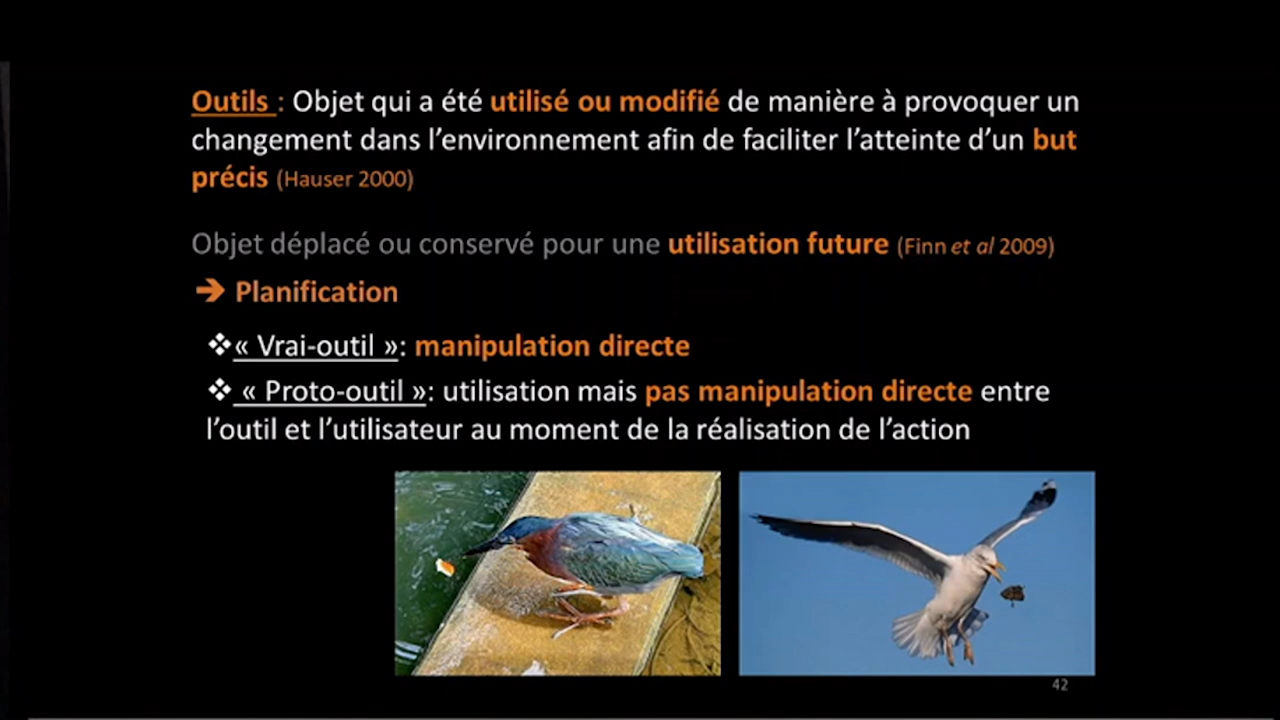 Outils : Objet qui a été utilisé ou modifié de manière à provoquer un
changement dans l’environnement afin de faciliter l’atteinte d’un but
précis (Hauser 2000)
Objet déplacé ou conservé pour une utilisation future (Finn et al 2009)
➔ Planification
❖« Vrai-outil »: manipulation directe
❖ « Proto-outil »: utilisation mais pas manipulation directe entre
l’outil et l’utilisateur au moment de la réalisation de l’action
42